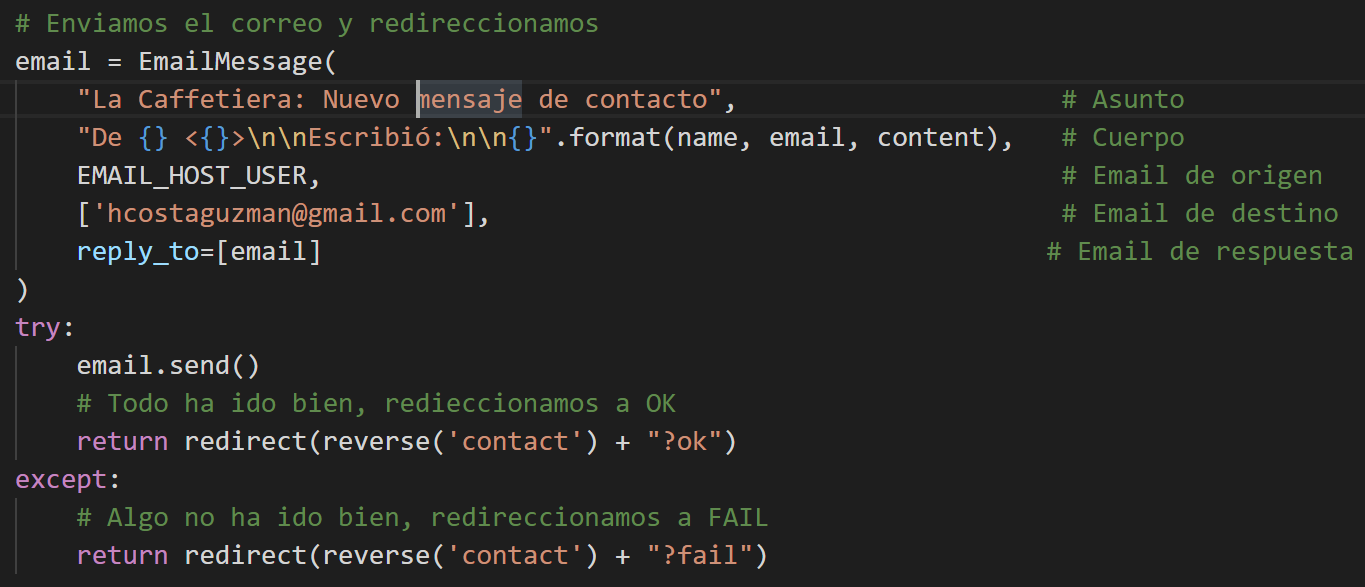 # Enviamos el correo y redireccionamos
email = EmailMessage(
    "La Caffetiera: Nuevo mensaje de contacto",                     # Asunto
    "De {} <{}>\n\nEscribió:\n\n{}".format(name, email, content),   # Cuerpo
    EMAIL_HOST_USER,                                                # Email de origen
    ['hcostaguzman@gmail.com'],                                     # Email de destino
    reply_to=[email]                                               # Email de respuesta
)
try:
    email.send()
    # Todo ha ido bien, redieccionamos a OK
    return redirect(reverse('contact') + "?ok")
except:
    # Algo no ha ido bien, redireccionamos a FAIL
    return redirect(reverse('contact') + "?fail")